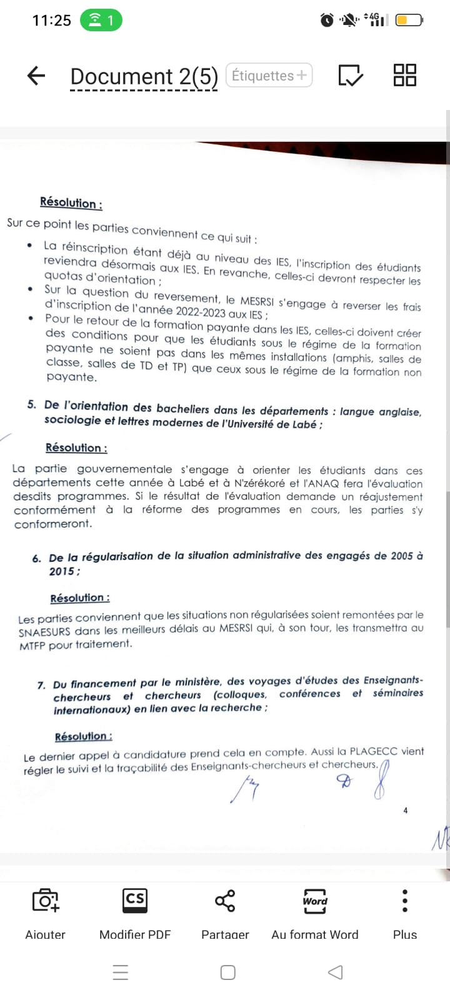 11:25
1
4G
Document 2(5)
Étiquettes+
Résolution :
Sur ce point les parties conviennent ce qui suit :
• La réinscription étant déjà au niveau des IES, l'inscription des étudiants
reviendra désormais aux IES. En revanche, celles-ci devront respecter les
quotas d'orientation ;
• Sur la question du reversement, le MESRSI s'engage à reverser les frais
d'inscription de l'année 2022-2023 aux IES ;
• Pour le retour de la formation payante dans les IES, celles-ci doivent créer
des conditions pour que les étudiants sous le régime de la formation
payante ne soient pas dans les mêmes installations (amphis, salles de
classe, salles de TD et TP) que ceux sous le régime de la formation non
payante.
5. De l'orientation des bacheliers dans les départements : langue anglaise,
sociologie et lettres modernes de l'Université de Labé ;
Résolution :
La partie gouvernementale s'engage à orienter les étudiants dans ces
départements cette année à Labé et à N'zérékoré et l'ANAQ fera l'évaluation
desdits programmes. Si le résultat de l'évaluation demande un réajustement
conformément à la réforme des programmes en cours, les parties s'y
conformeront.
6. De la régularisation de la situation administrative des engagés de 2005 à
2015 ;
Résolution :
Les parties conviennent que les situations non régularisées soient remontées par le
SNAESURS dans les meilleurs délais au MESRSI qui, à son tour, les transmettra au
MTFP pour traitement.
7. Du financement par le ministère, des voyages d'études des Enseignants-
chercheurs et chercheurs (colloques, conférences et séminaires
internationaux) en lien avec la recherche ;
Résolution :
Le dernier appel à candidature prend cela en compte. Aussi la PLAGECC vient
régler le suivi et la traçabilité des Enseignants-chercheurs et chercheurs.
4
CS
Word
Ajouter
Modifier PDF
Partager
Au format Word
Plus